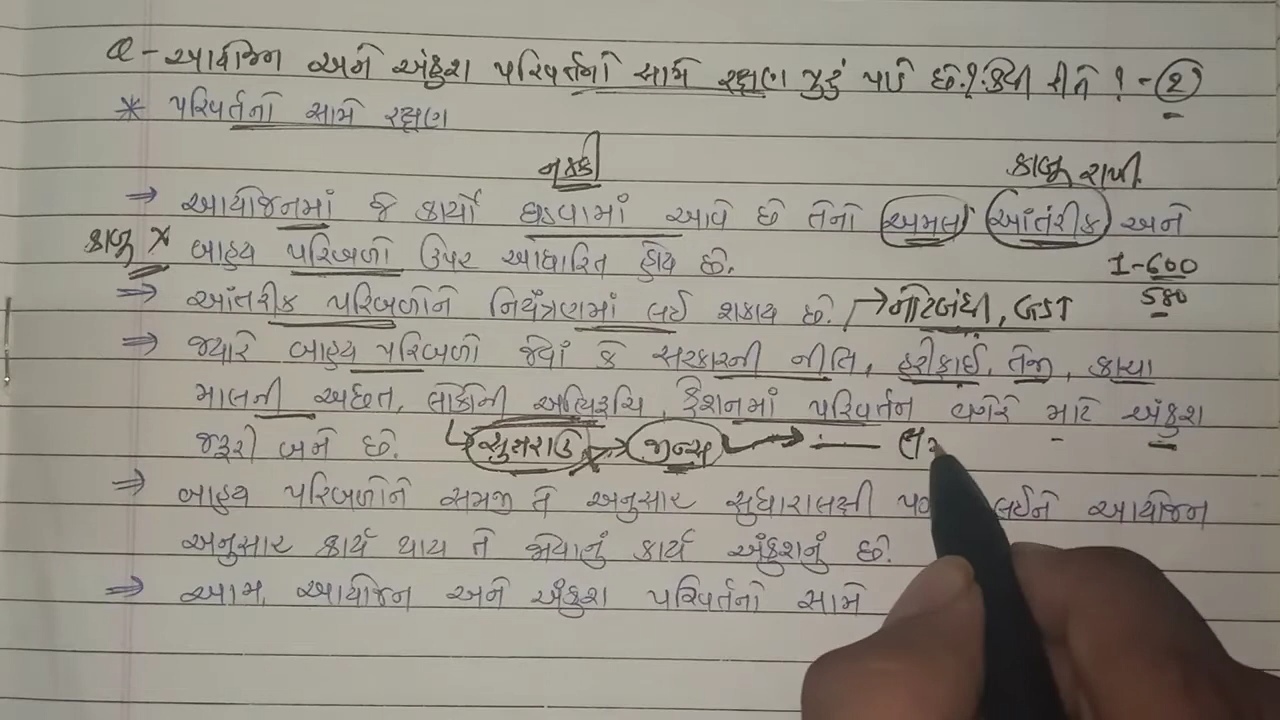 Q - આયોજન અને અંકુશ પરિવર્તનો સામે રક્ષણ પુરું પાડે છે? કેવી રીતે ? - (૨)
* પરિવર્તનો સામે રક્ષણ
નક્કી
કાબૂ રાખી
⇒ આયોજનમાં જે કાર્યો ઘડવામાં આવે છે તેનો અમલ આંતરીક અને
કાબૂ x બાહ્ય પરિબળો ઉપર આધારિત હોય છે.
1-600
580
⇒ આંતરીક પરિબળોને નિયંત્રણમાં લઈ શકાય છે. → નોટબંધી, GST
⇒ જ્યારે બાહ્ય પરિબળો જેવાં કે સરકારની નીતિ, હરીફાઈ, તેજી, કાચા
માલની અછત, લોકોની અભિરૂચિ, ફેશનમાં પરિવર્તન વગેરે માટે અંકુશ
જરૂરી બને છે. સુતરાઉ → જીન્સ →
⇒ બાહ્ય પરિબળોને સમજી તે અનુસાર સુધારાલક્ષી લઈને આયોજન
અનુસાર કાર્ય થાય તે જોવાનું કાર્ય અંકુશનું છે.
⇒ આમ, આયોજન અને અંકુશ પરિવર્તનો સામે